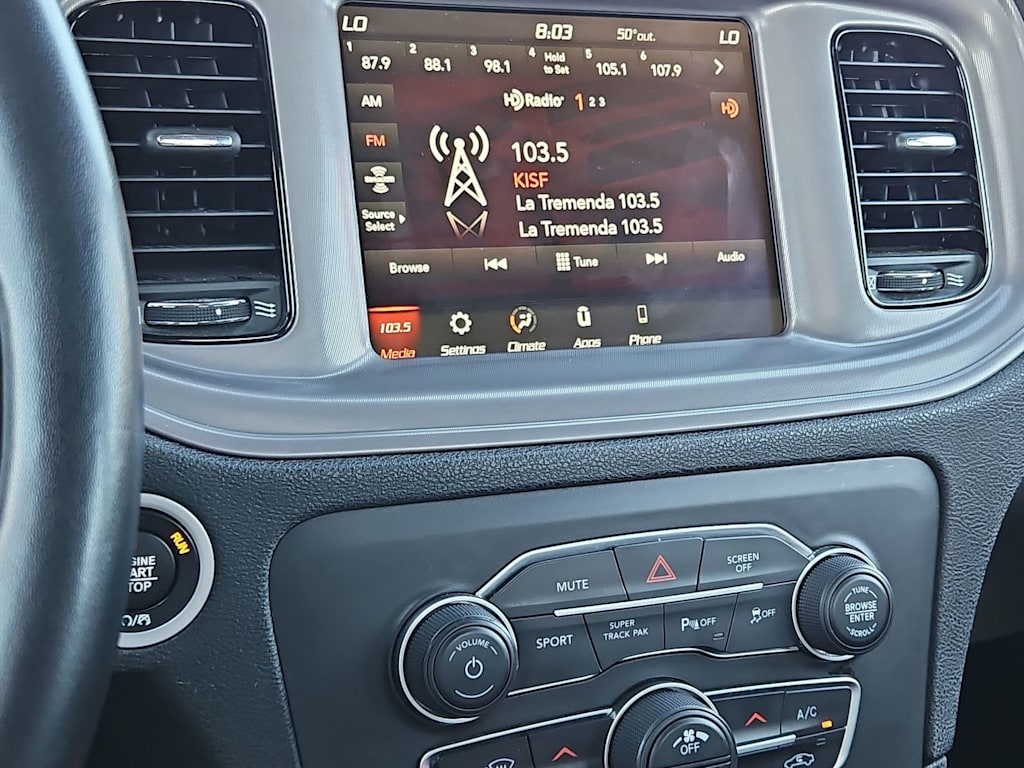 LO 8:03 50°out. LO
1 2 3 4 Hold to Set 5 6
87.9 88.1 98.1 105.1 107.9
AM HD Radio 1 2 3 HD
FM 103.5
KISF
Source Select La Tremenda 103.5
La Tremenda 103.5
Browse Tune Audio
103.5
Media Settings Climate Apps Phone
RUN
MUTE SCREEN OFF
SPORT SUPER TRACK PAK P OFF OFF
VOLUME
TUNE
BROWSE
ENTER
SCROLL
OFF A/C